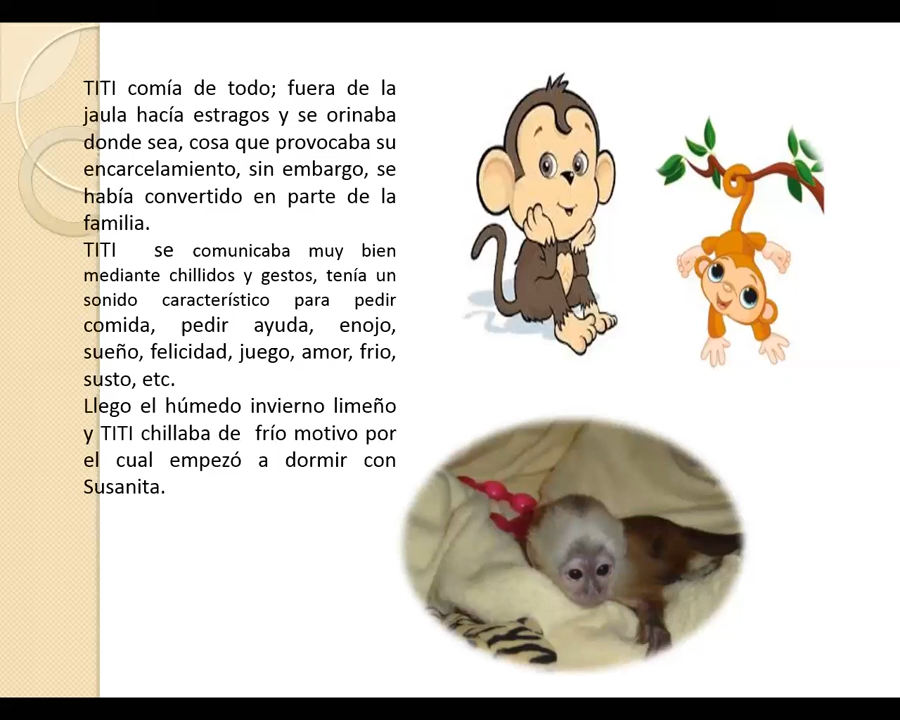 TITI comía de todo; fuera de la
jaula hacía estragos y se orinaba
donde sea, cosa que provocaba su
encarcelamiento, sin embargo, se
había convertido en parte de la
familia.
TITI se comunicaba muy bien
mediante chillidos y gestos, tenía un
sonido característico para pedir
comida, pedir ayuda, enojo,
sueño, felicidad, juego, amor, frio,
susto, etc.
Llego el húmedo invierno limeño
y TITI chillaba de frío motivo por
el cual empezó a dormir con
Susanita.